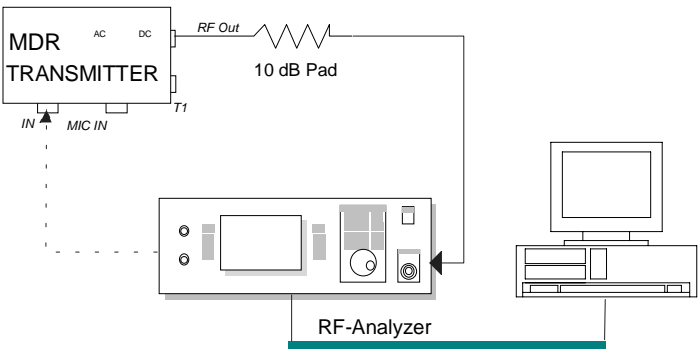 RF Out
MDR
AC
DC
TRANSMITTER
10 dB Pad
T1
IN
MIC IN
RF-Analyzer